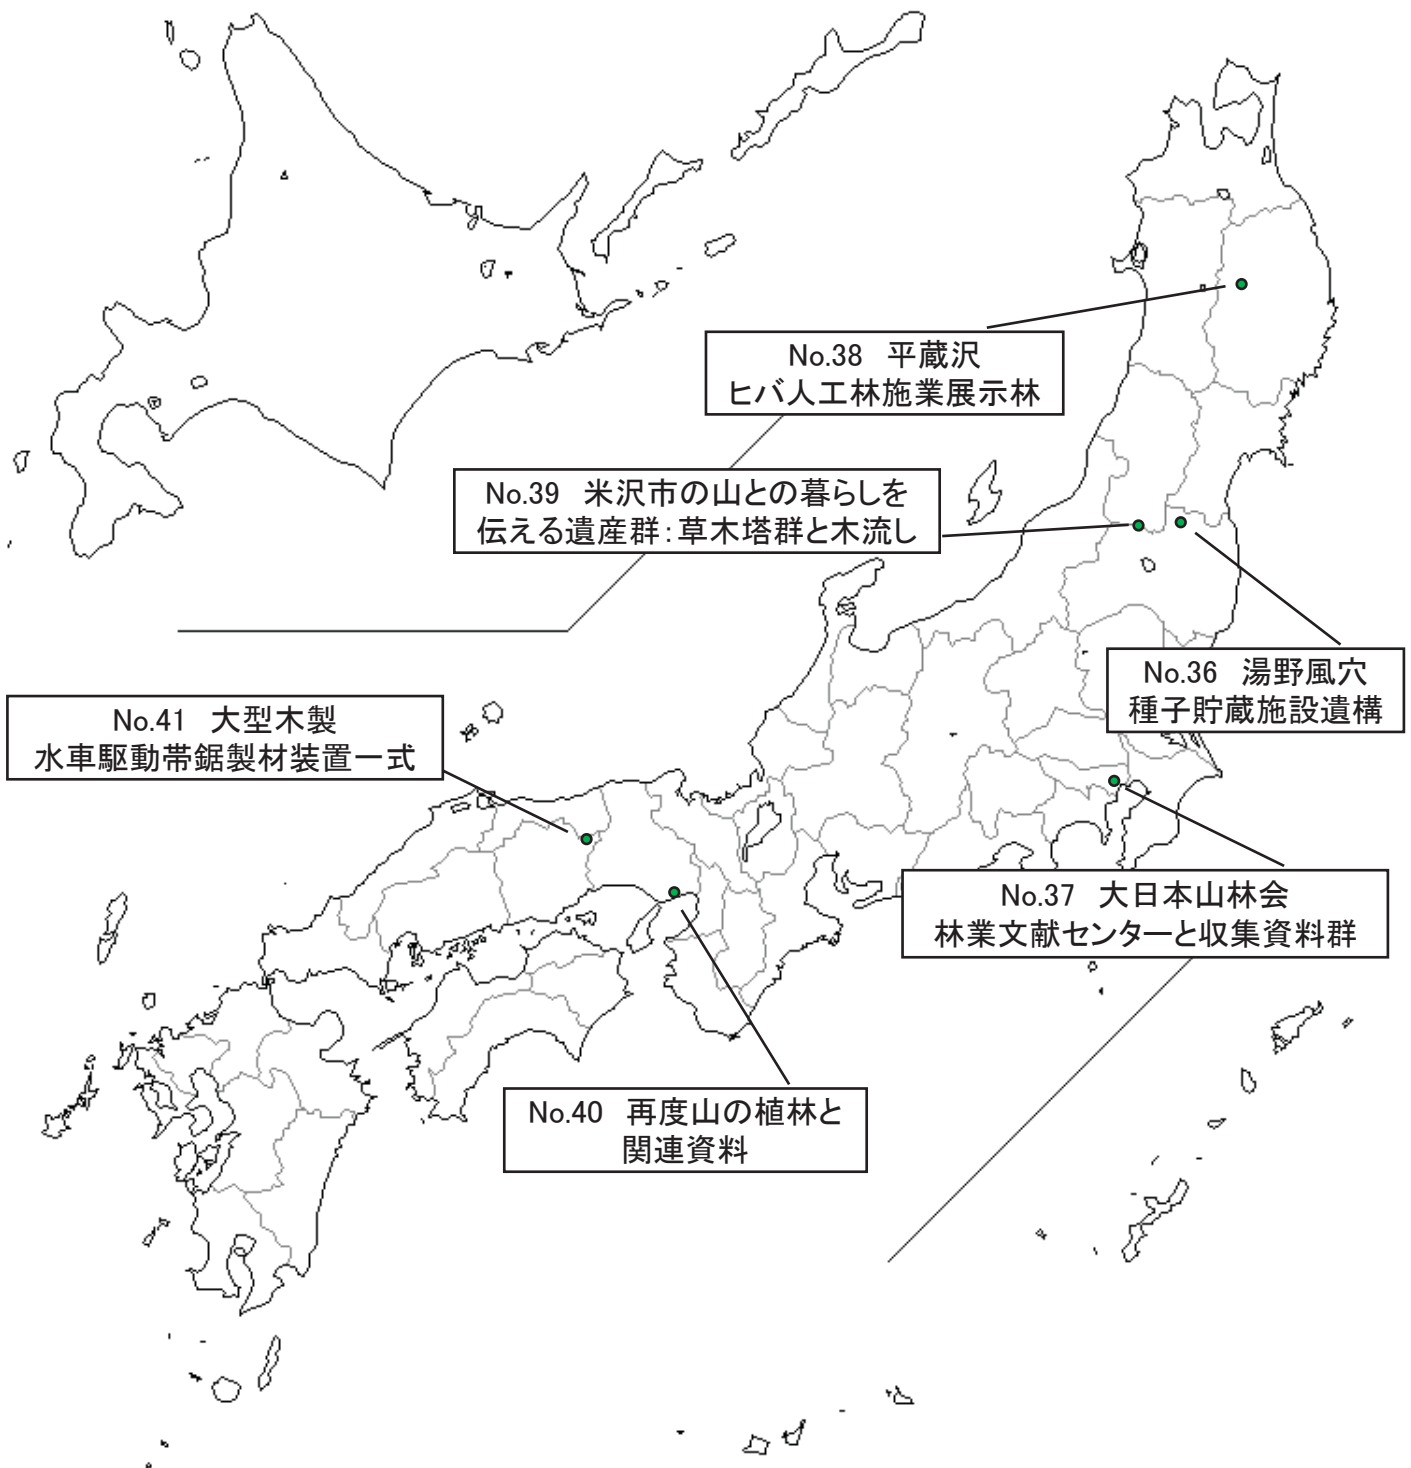 No.38 平蔵沢
ヒバ人工林施業展示林
No.39 米沢市の山との暮らしを
伝える遺産群：草木塔群と木流し
No.36 湯野風穴
種子貯蔵施設遺構
No.41 大型木製
水車駆動帯鋸製材装置一式
No.37 大日本山林会
林業文献センターと収集資料群
No.40 再度山の植林と
関連資料